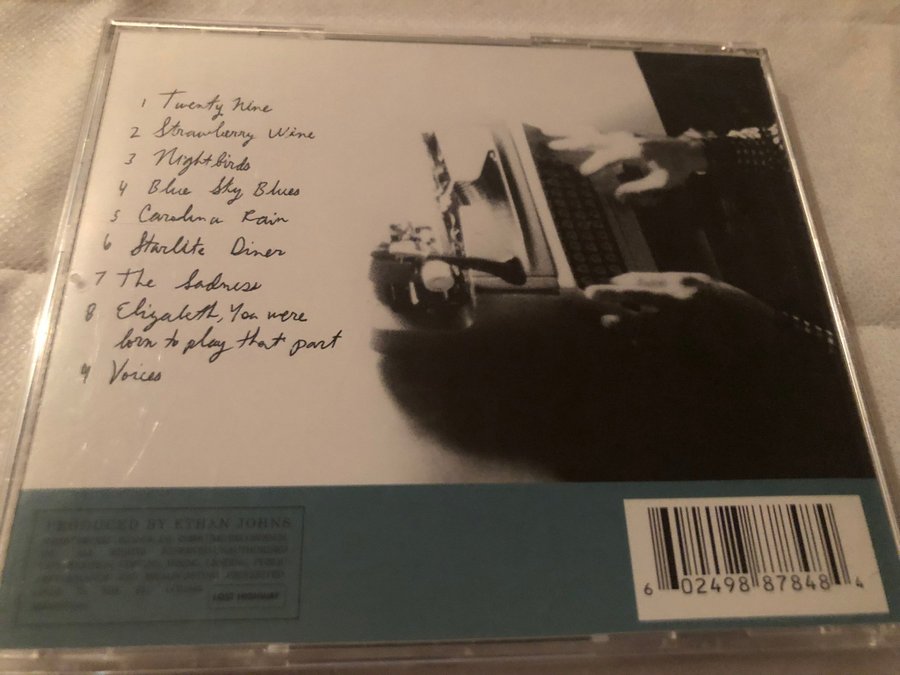 1 Twenty Nine
2 Strawberry Wine
3 Nightbirds
4 Blue Sky Blues
5 Carolina Rain
6 Starlite Diner
7 The Sadness
8 Elizabeth, You were
born to play that part
9 Voices
PRODUCED BY ETHAN JOHNS
LOST HIGHWAY
6 02498 87848 4